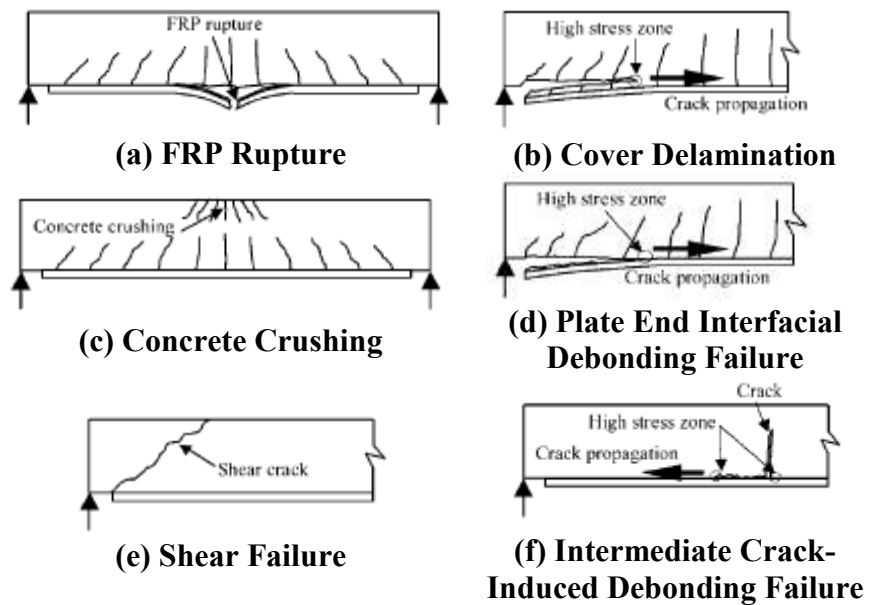 FRP rupture
(a) FRP Rupture
High stress zone
Crack propagation
(b) Cover Delamination
Concrete crushing
(c) Concrete Crushing
High stress zone
Crack propagation
(d) Plate End Interfacial
Debonding Failure
Shear crack
(e) Shear Failure
Crack
High stress zone
Crack propagation
(f) Intermediate Crack-
Induced Debonding Failure